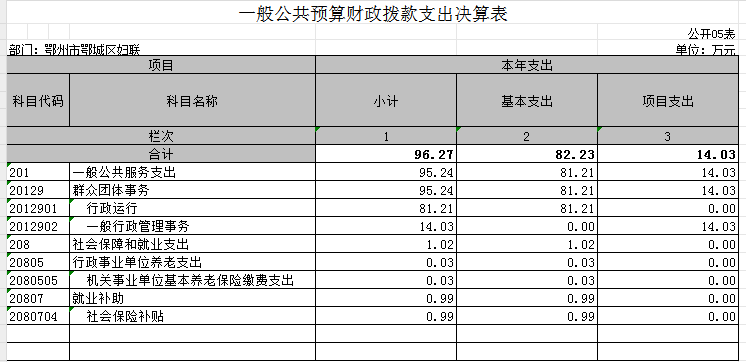 一般公共预算财政拨款支出决算表
公开05表
部门：鄂州市鄂城区妇联 单位：万元
项目 本年支出
科目代码 科目名称 小计 基本支出 项目支出
栏次 1 2 3
合计 96.27 82.23 14.03
201 一般公共服务支出 95.24 81.21 14.03
20129 群众团体事务 95.24 81.21 14.03
2012901 行政运行 81.21 81.21 0.00
2012902 一般行政管理事务 14.03 0.00 14.03
208 社会保障和就业支出 1.02 1.02 0.00
20805 行政事业单位养老支出 0.03 0.03 0.00
2080505 机关事业单位基本养老保险缴费支出 0.03 0.03 0.00
20807 就业补助 0.99 0.99 0.00
2080704 社会保险补贴 0.99 0.99 0.00